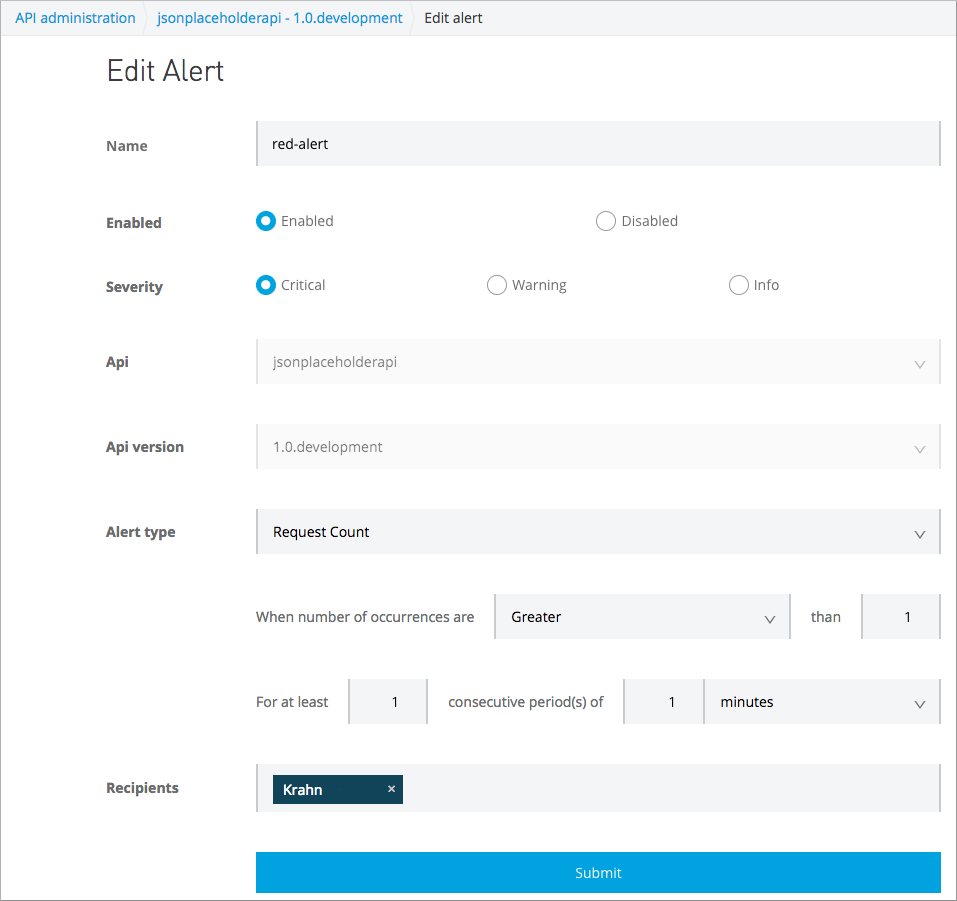 API administration jsonplaceholderapi - 1.0.development Edit alert
Edit Alert
Name red-alert
Enabled Enabled Disabled
Severity Critical Warning Info
Api jsonplaceholderapi
Api version 1.0.development
Alert type Request Count
When number of occurrences are Greater than 1
For at least 1 consecutive period(s) of 1 minutes
Recipients Krahn ×
Submit